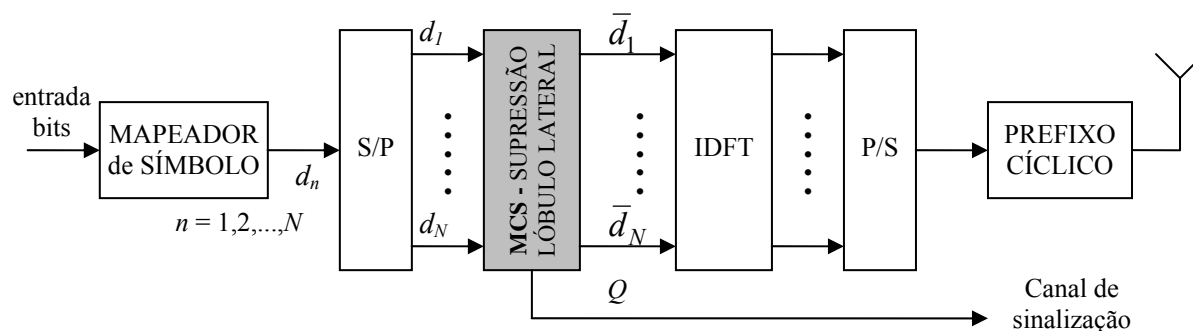 entrada
bits
MAPEADOR
de SÍMBOLO
d_n
n = 1,2,...,N
S/P
d_1
d_N
MCS - SUPRESSÃO
LÓBULO LATERAL
d̅_1
d̅_N
Q
IDFT
P/S
PREFIXO
CÍCLICO
Canal de
sinalização